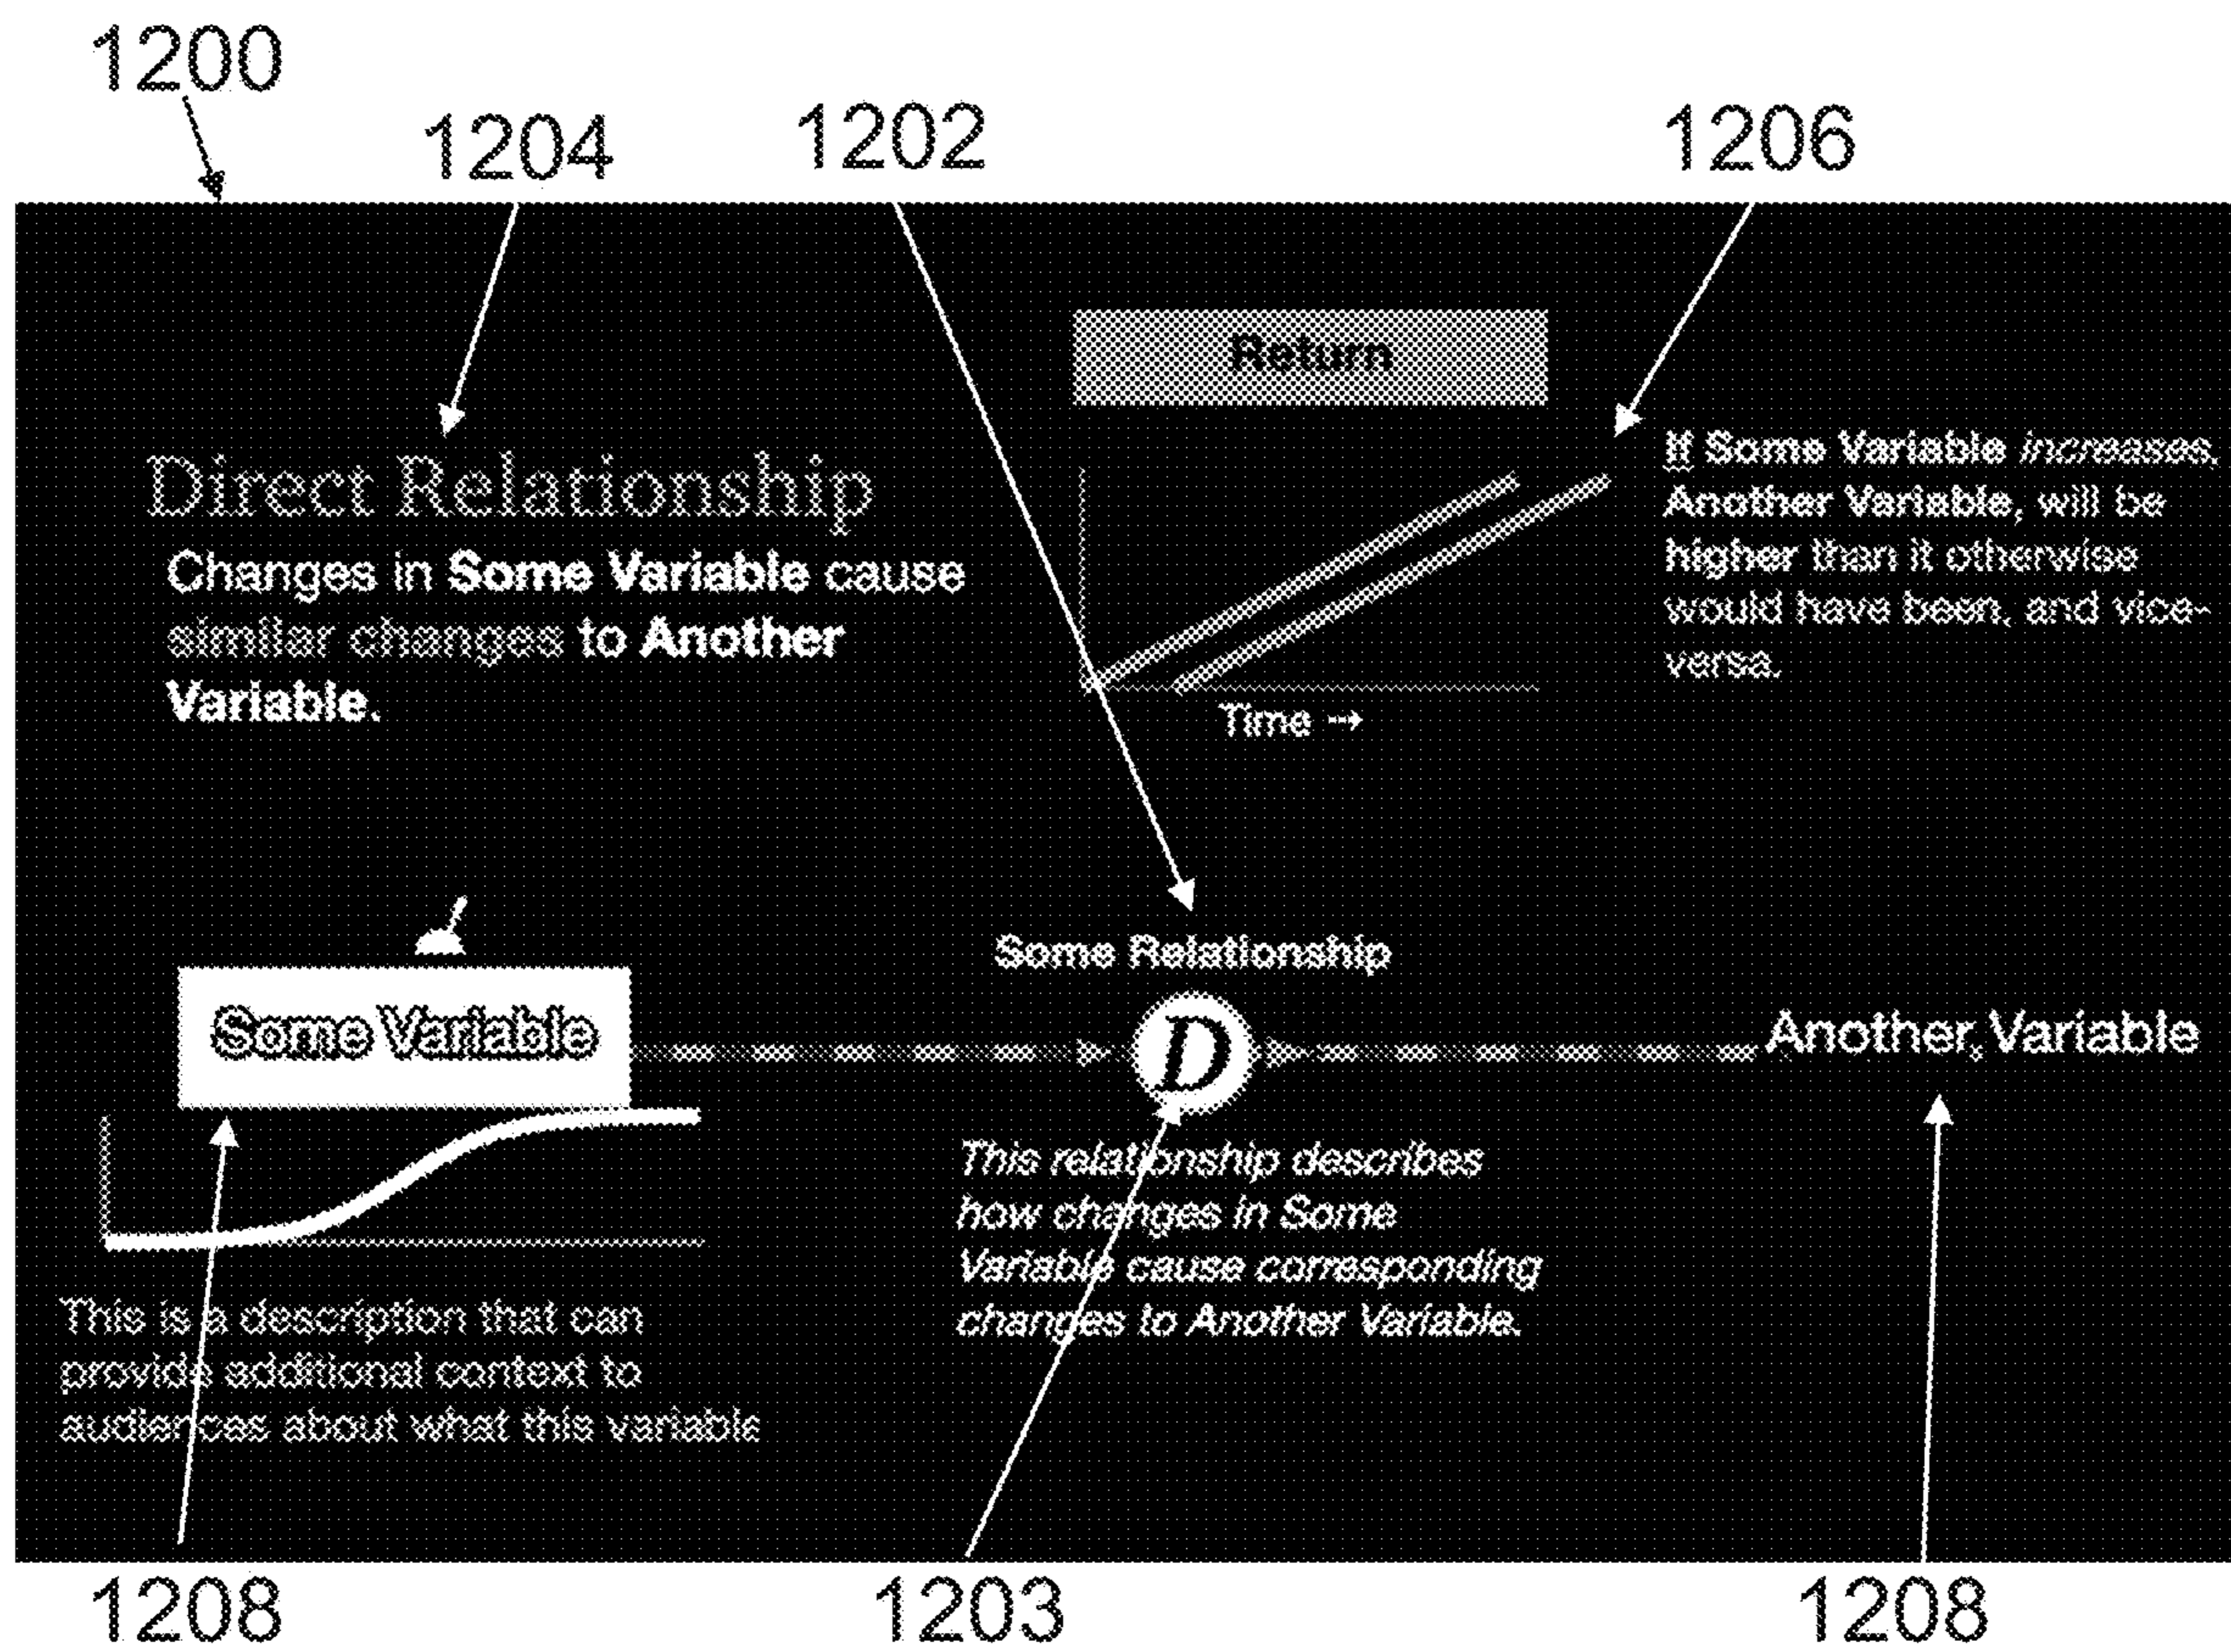 1200
1204
1202
1206
Return
Direct Relationship
Changes in Some Variable cause
similar changes to Another
Variable.
If Some Variable increases,
Another Variable, will be
higher than it otherwise
would have been, and vice-
versa.
Time →
Some Relationship
Some Variable
D
Another Variable
This relationship describes
how changes in Some
Variable cause corresponding
changes to Another Variable.
This is a description that can
provide additional context to
audiences about what this variable
1208
1203
1208